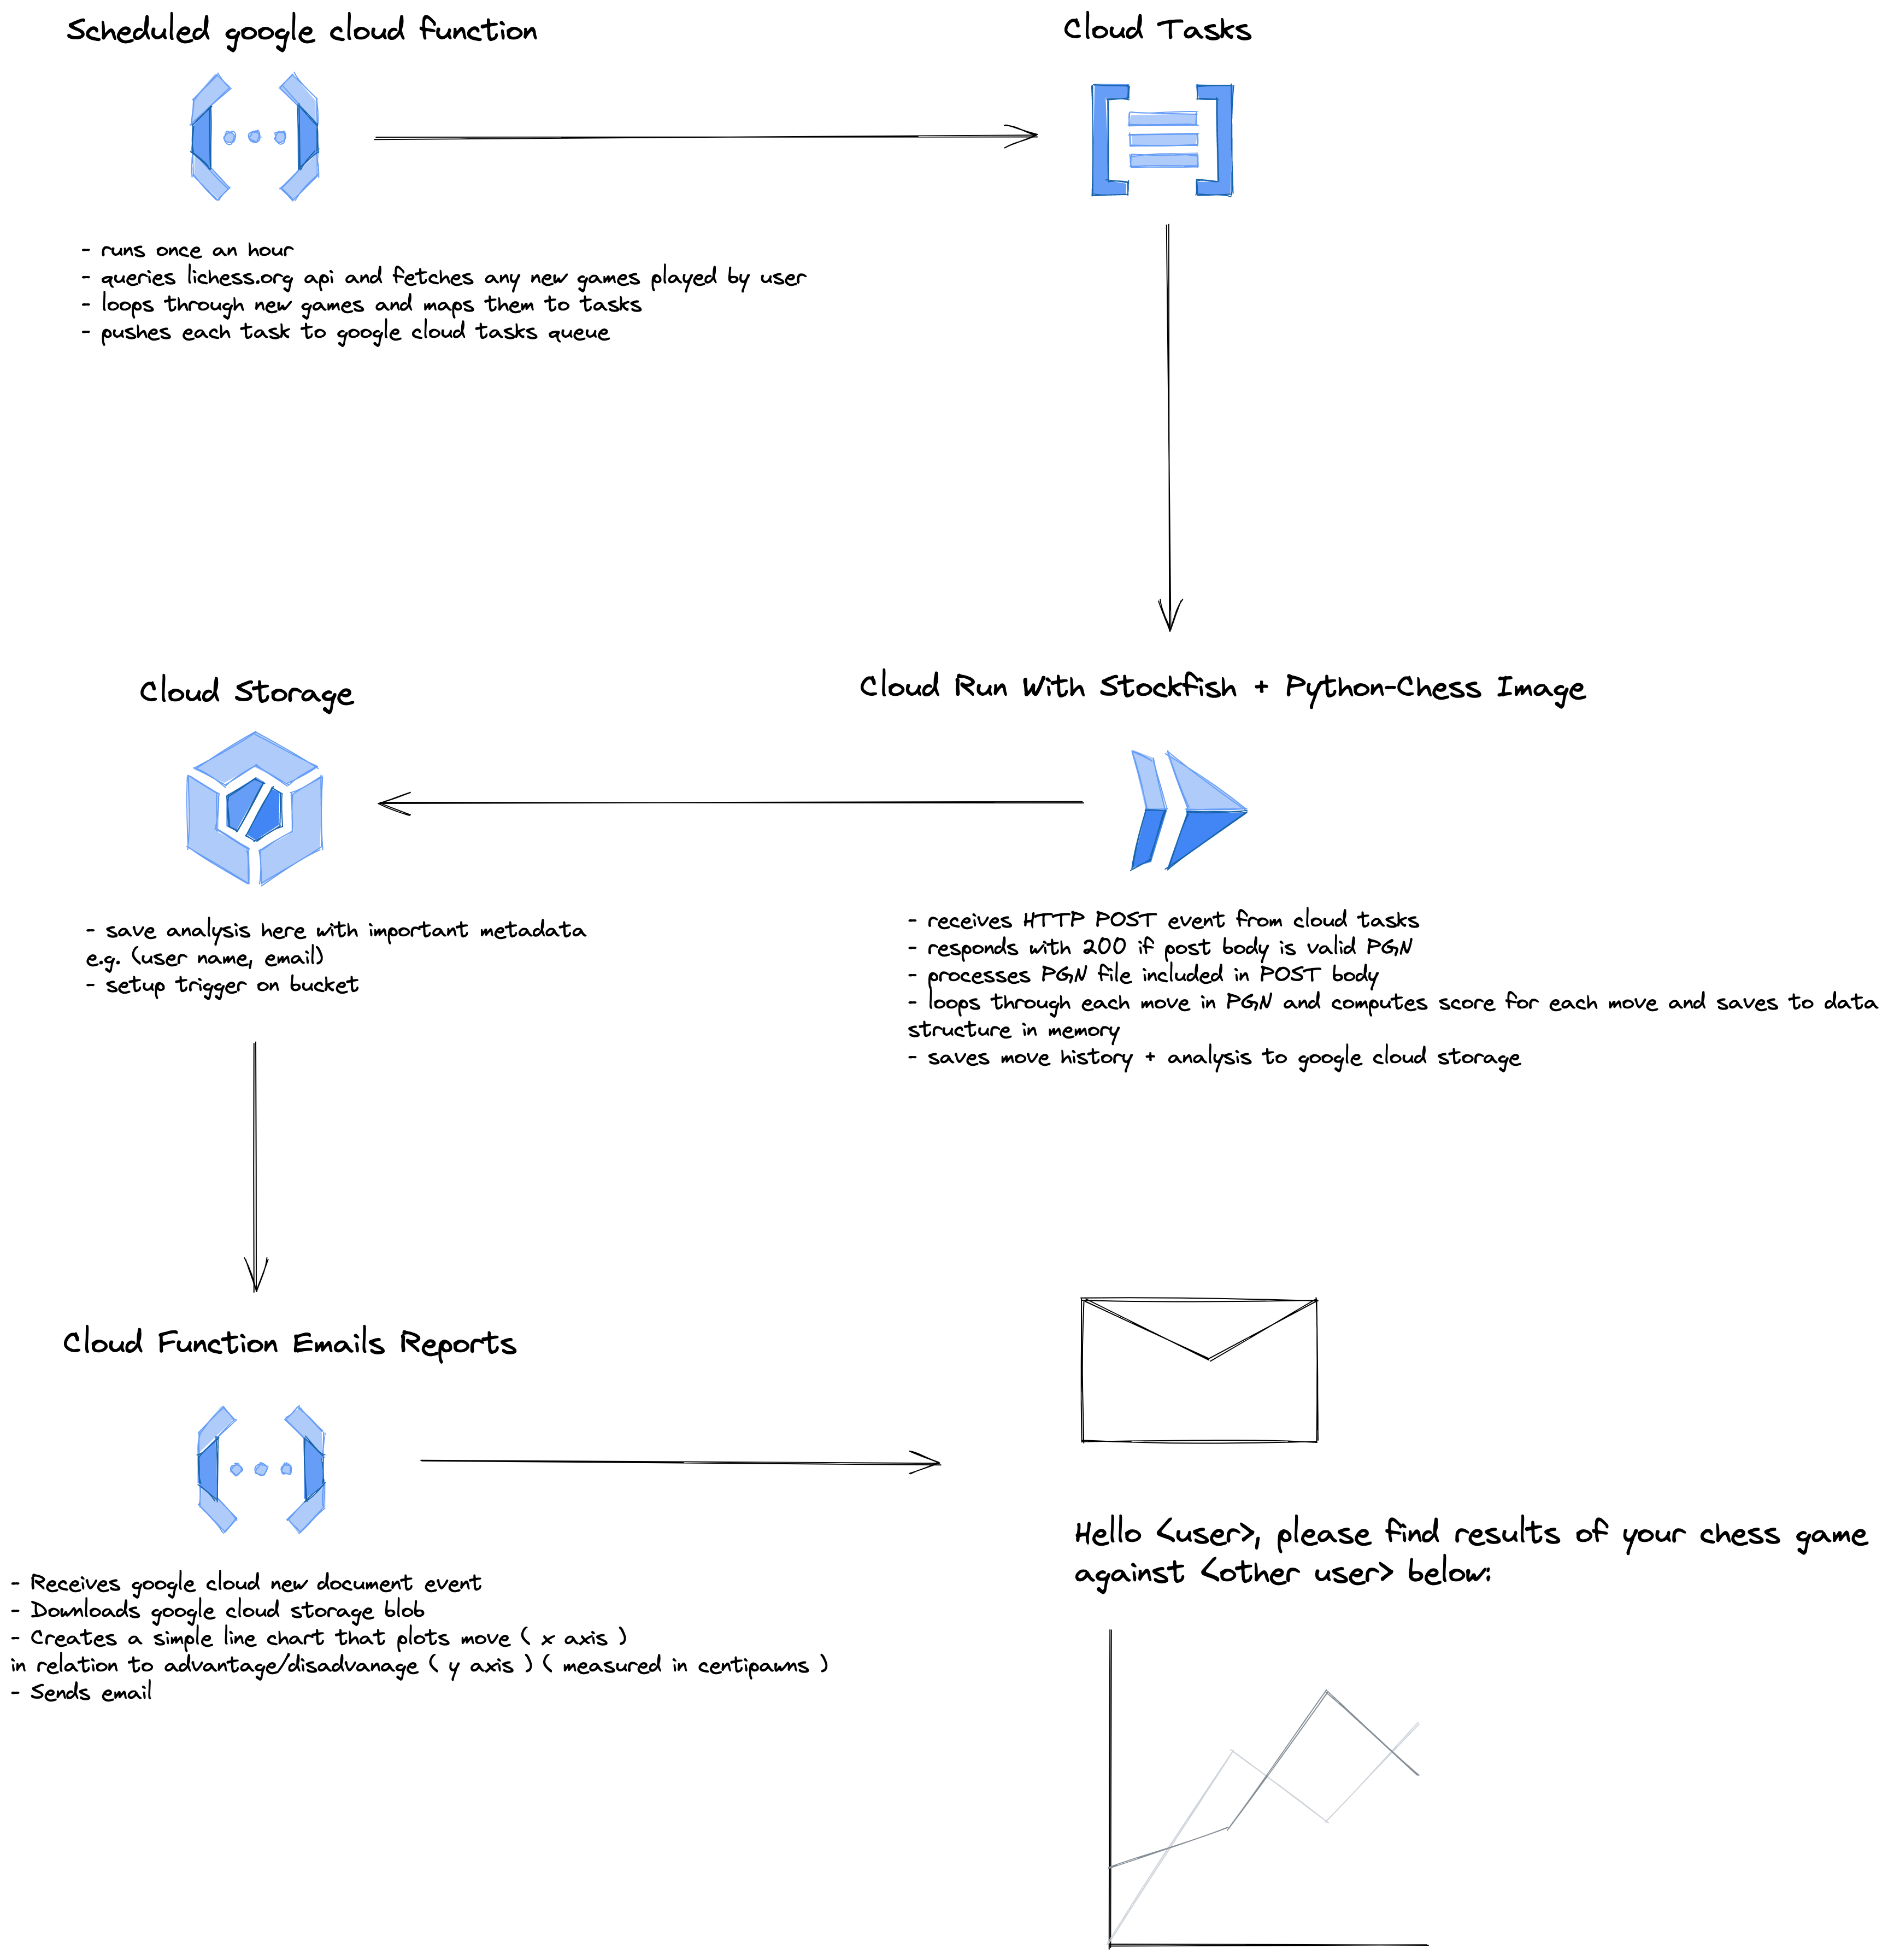 Scheduled google cloud function
Cloud Tasks
- runs once an hour
- queries lichess.org api and fetches any new games played by user
- loops through new games and maps them to tasks
- pushes each task to google cloud tasks queue
Cloud Storage
Cloud Run With Stockfish + Python-Chess Image
- save analysis here with important metadata
e.g. (user name, email)
- setup trigger on bucket
- receives HTTP POST event from cloud tasks
- responds with 200 if post body is valid PGN
- processes PGN file included in POST body
- loops through each move in PGN and computes score for each move and saves to data
structure in memory
- saves move history + analysis to google cloud storage
Cloud Function Emails Reports
- Receives google cloud new document event
- Downloads google cloud storage blob
- Creates a simple line chart that plots move ( x axis )
in relation to advantage/disadvanage ( y axis ) ( measured in centipawns )
- Sends email
Hello <user>, please find results of your chess game
against <other user> below: